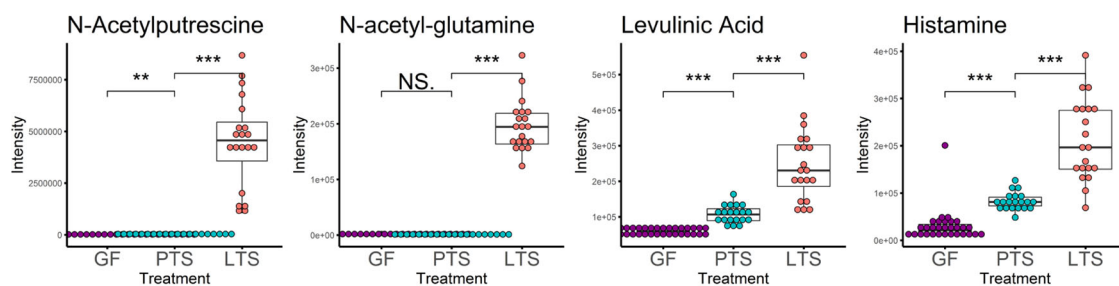 N-Acetylputrescine
Intensity
7500000
5000000
2500000
0
** ***
GF PTS LTS
Treatment
N-acetyl-glutamine
Intensity
3e+05
2e+05
1e+05
0e+00
NS. ***
GF PTS LTS
Treatment
Levulinic Acid
Intensity
5e+05
4e+05
3e+05
2e+05
1e+05
*** ***
GF PTS LTS
Treatment
Histamine
Intensity
4e+05
3e+05
2e+05
1e+05
0e+00
*** ***
GF PTS LTS
Treatment